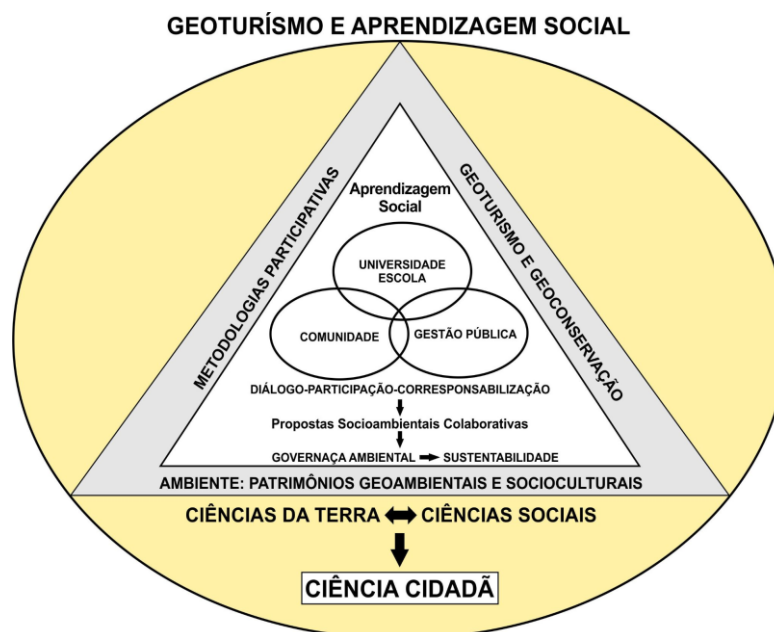 GEOTURÍSMO E APRENDIZAGEM SOCIAL
METODOLOGIAS PARTICIPATIVAS
GEOTURISMO E GEOCONSERVAÇÃO
Aprendizagem
Social
UNIVERSIDADE
ESCOLA
COMUNIDADE
GESTÃO PÚBLICA
DIÁLOGO-PARTICIPAÇÃO-CORRESPONSABILIZAÇÃO
Propostas Socioambientais Colaborativas
GOVERNAÇA AMBIENTAL SUSTENTABILIDADE
AMBIENTE: PATRIMÔNIOS GEOAMBIENTAIS E SOCIOCULTURAIS
CIÊNCIAS DA TERRA CIÊNCIAS SOCIAIS
CIÊNCIA CIDADÃ